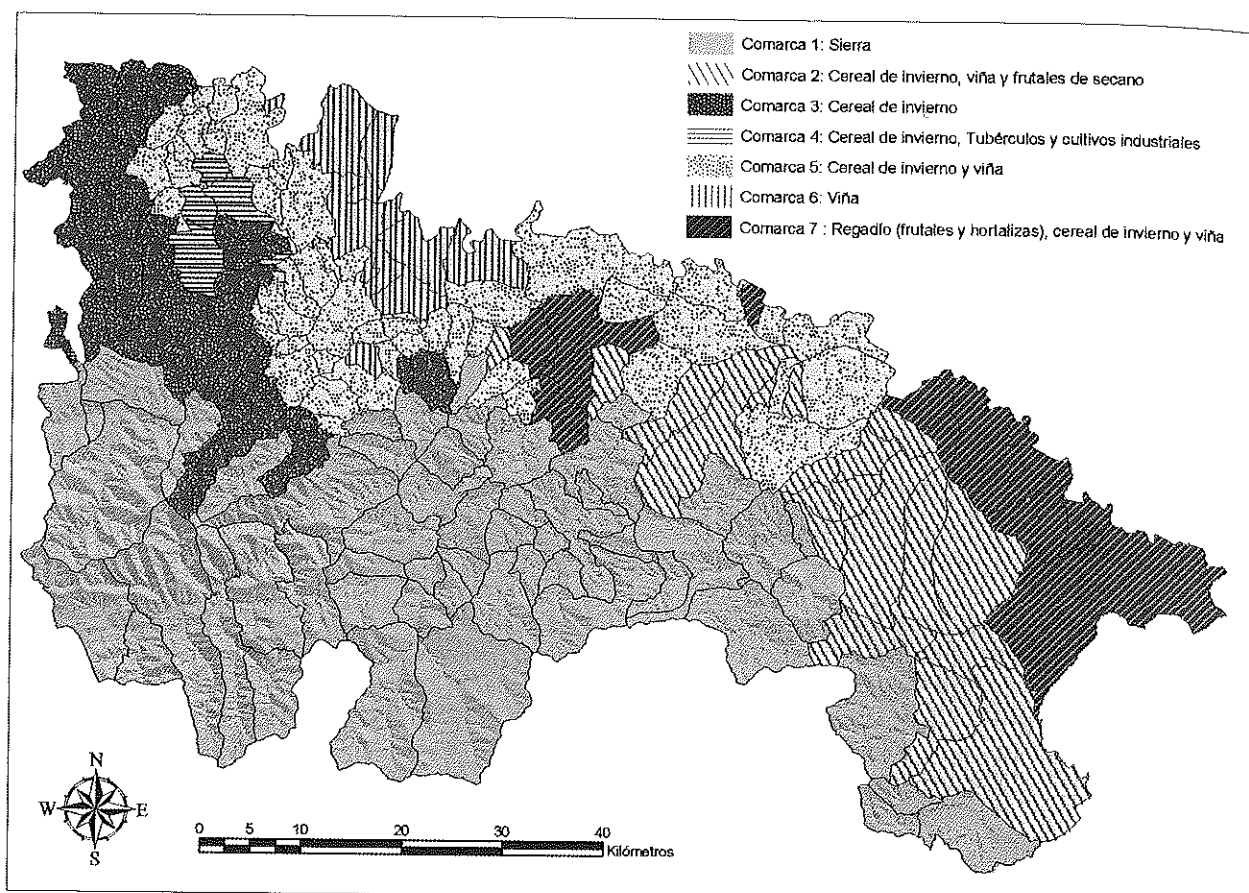 Comarca 1: Sierra
Comarca 2: Cereal de invierno, viña y frutales de secano
Comarca 3: Cereal de invierno
Comarca 4: Cereal de invierno, Tubérculos y cultivos industriales
Comarca 5: Cereal de invierno y viña
Comarca 6: Viña
Comarca 7 : Regadío (frutales y hortalizas), cereal de invierno y viña
N
W E
S
0 5 10 20 30 40
Kilómetros